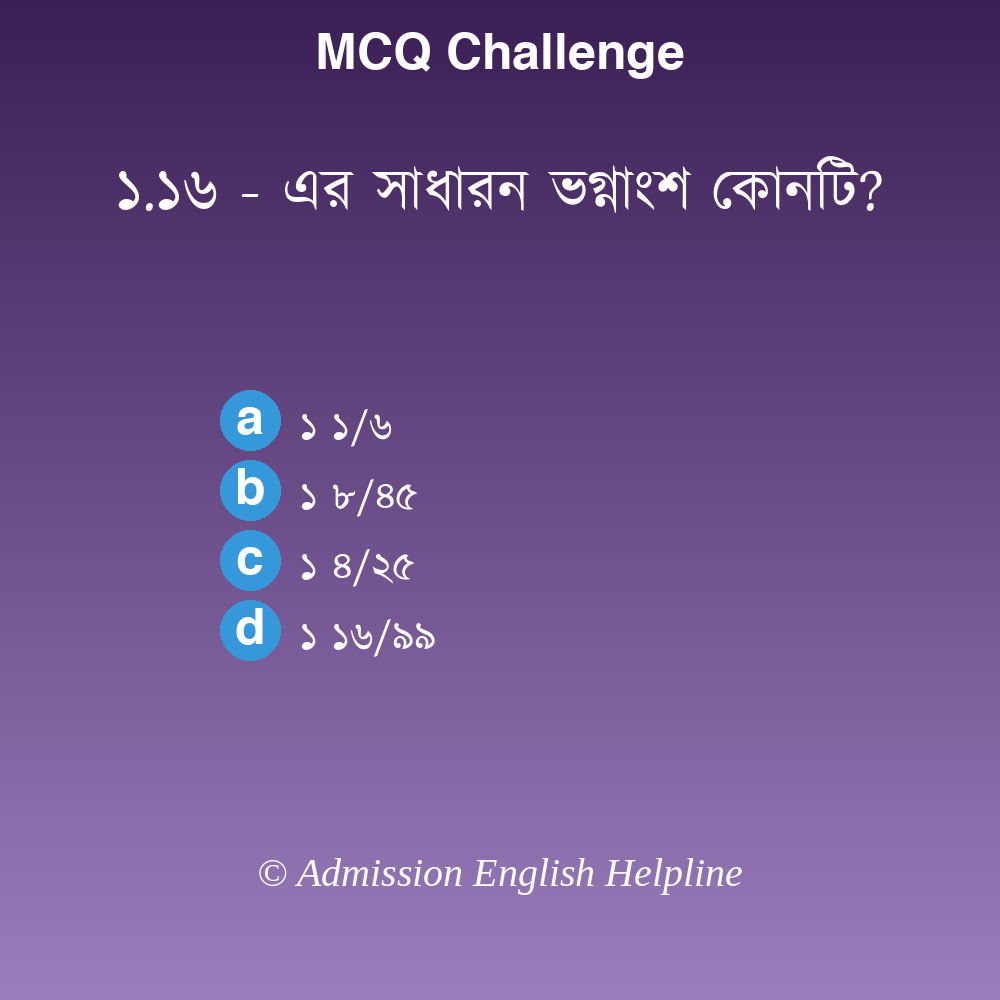 MCQ Challenge
১.১৬ - এর সাধারন ভগ্নাংশ কোনটি?
a ১ ১/৬
b ১ ৮/৪৫
c ১ ৪/২৫
d ১ ১৬/৯৯
© Admission English Helpline